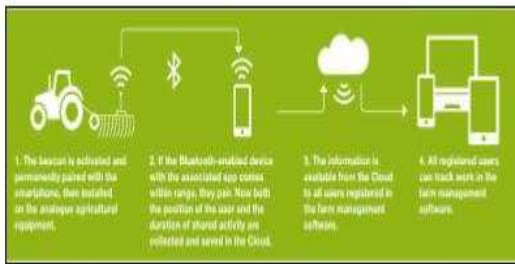 1. The beacon is activated and
permanently paired with the
smartphone, then installed
on the analogue agricultural
equipment.
2. If the Bluetooth-enabled device
with the associated app comes
within range, they pair. Now both
the position of the user and the
duration of shared activity are
collected and saved in the Cloud.
3. The information is
available from the Cloud
to all users registered in
the farm management
software.
4. All registered users
can track work in the
farm management
software.